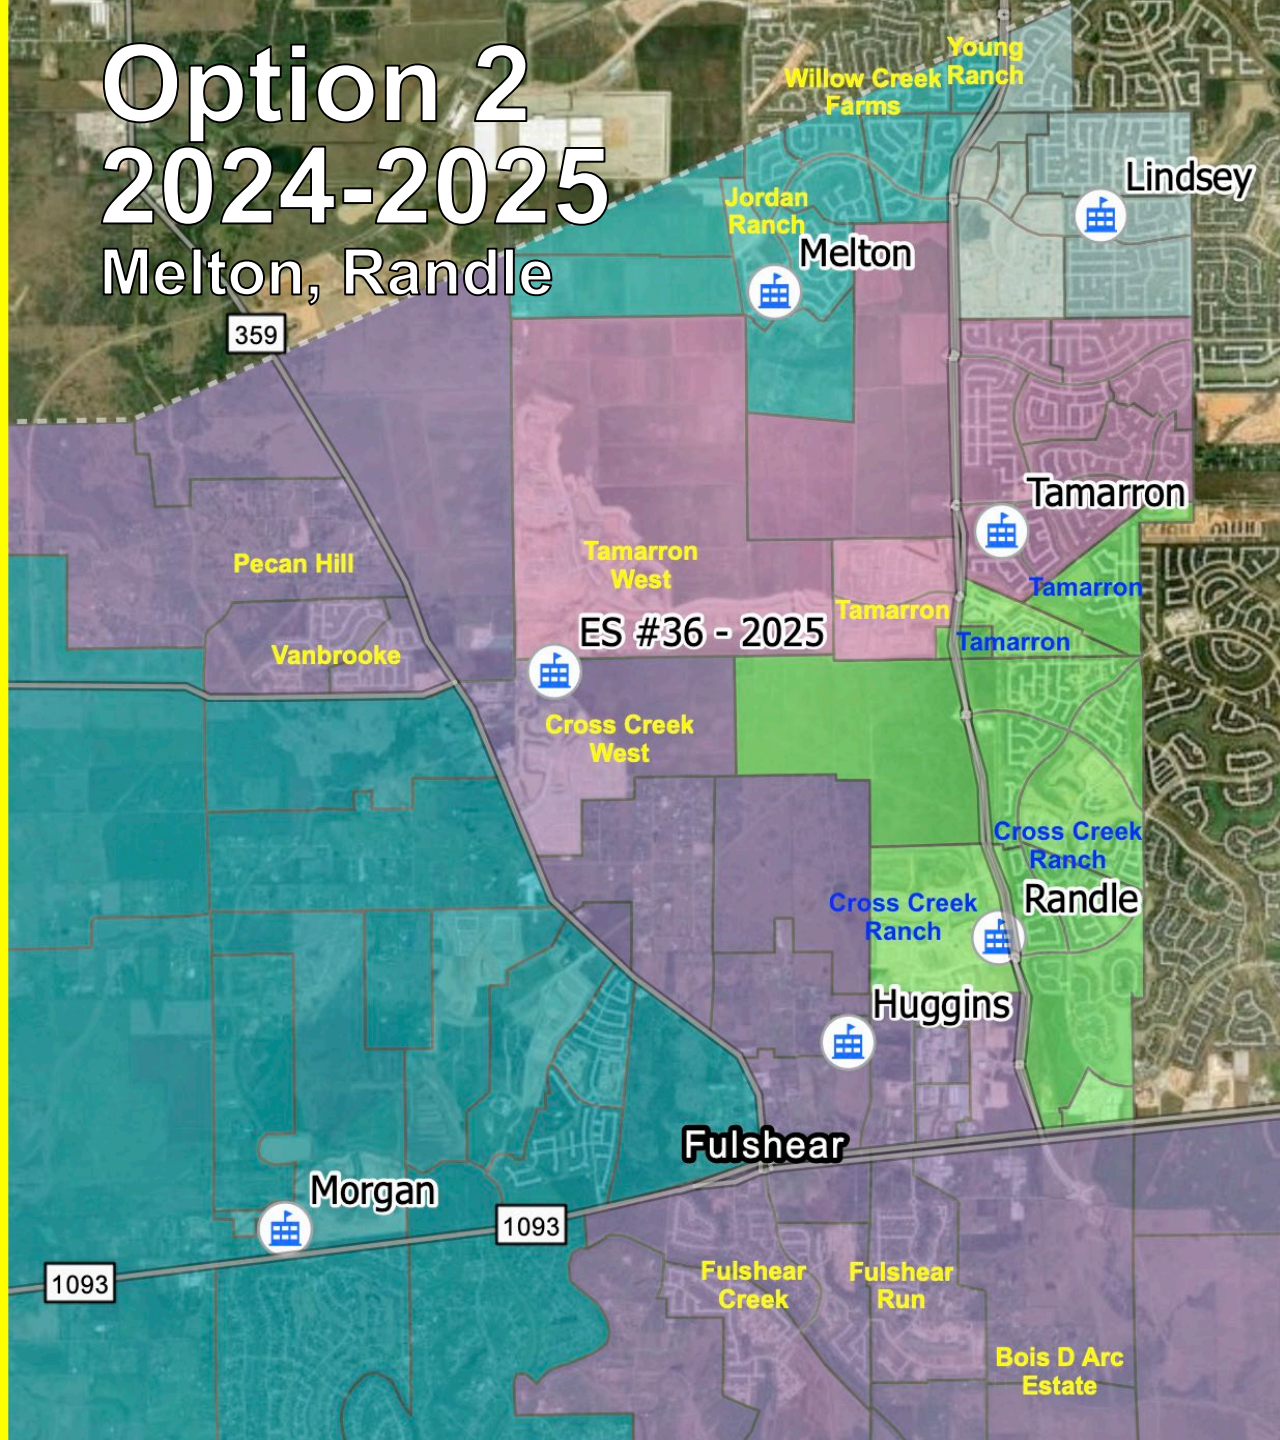 Option 2
2024-2025
Melton, Randle
Young
Ranch
Willow Creek
Farms
Lindsey
Jordan
Ranch
Melton
359
Tamarron
Pecan Hill
Tamarron
West
Tamarron
Tamarron
ES #36 - 2025
Tamarron
Vanbrooke
Cross Creek
West
Cross Creek
Ranch
Randle
Cross Creek
Ranch
Huggins
Fulshear
Morgan
1093
1093
Fulshear
Creek
Fulshear
Run
Bois D Arc
Estate